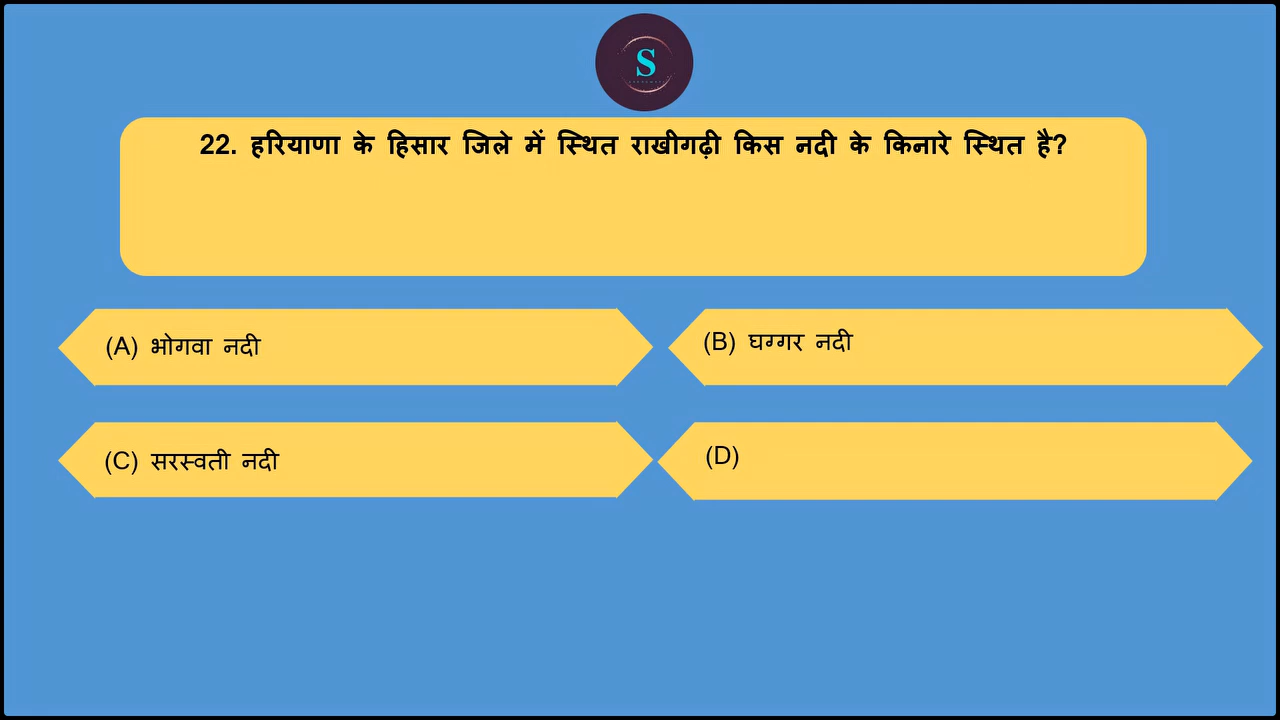 S
22. हरियाणा के हिसार जिले में स्थित राखीगढ़ी किस नदी के किनारे स्थित है?
(A) भोगवा नदी
(B) घग्गर नदी
(C) सरस्वती नदी
(D)